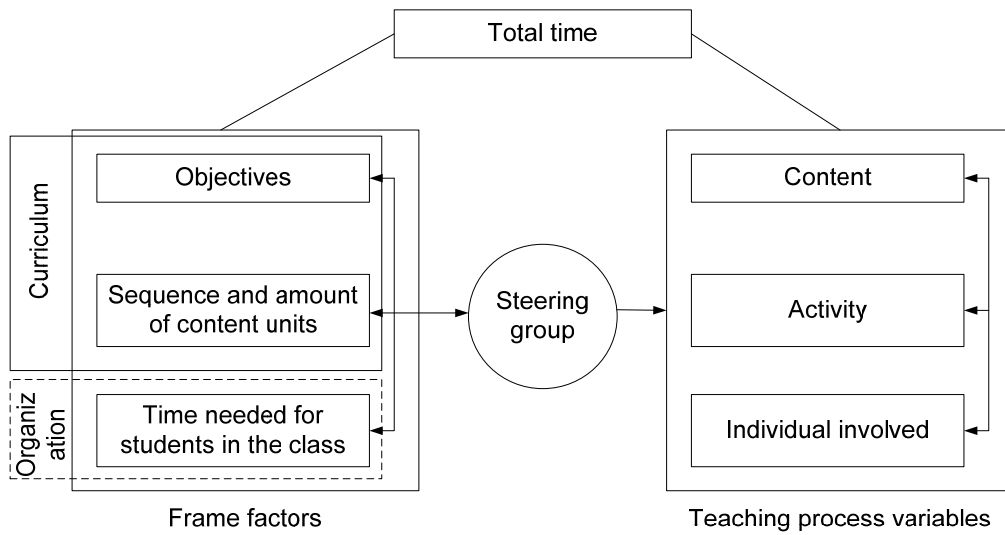 Total time
Curriculum
Objectives
Sequence and amount
of content units
Organiz
ation
Time needed for
students in the class
Frame factors
Steering
group
Content
Activity
Individual involved
Teaching process variables